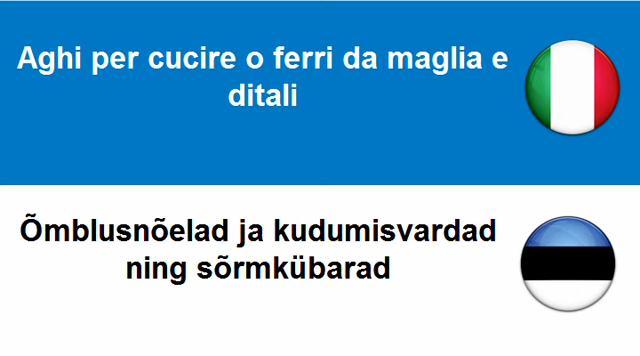 Aghi per cucire o ferri da maglia e
ditali
Õmblusnõelad ja kudumisvardad
ning sõrmkübarad